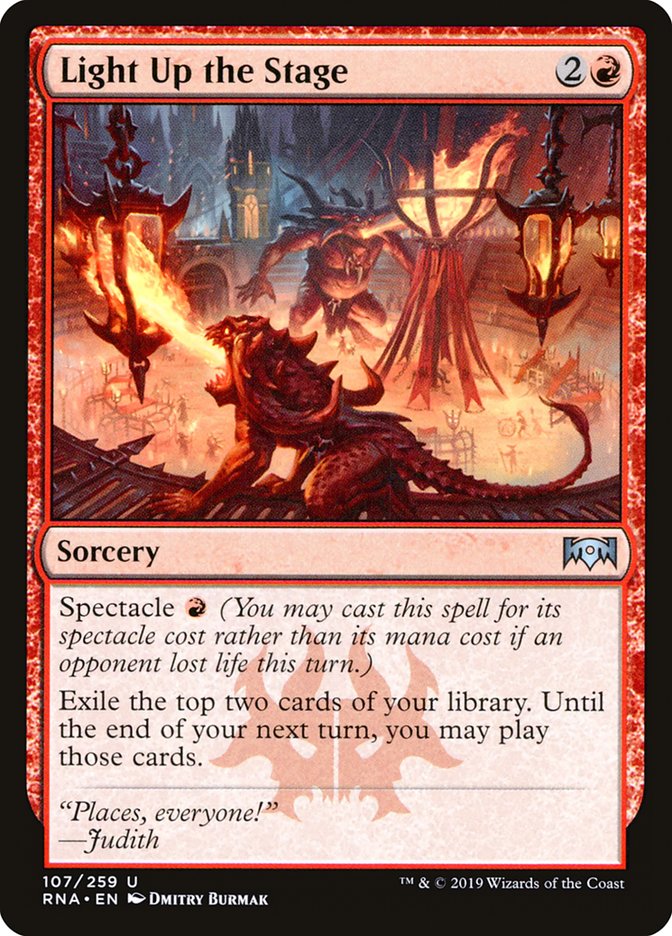 Light Up the Stage 2
Sorcery
Spectacle (You may cast this spell for its
spectacle cost rather than its mana cost if an
opponent lost life this turn.)
Exile the top two cards of your library. Until
the end of your next turn, you may play
those cards.
“Places, everyone!”
—Judith
107/259 U
RNA • EN Dmitry Burmak
™ & © 2019 Wizards of the Coast